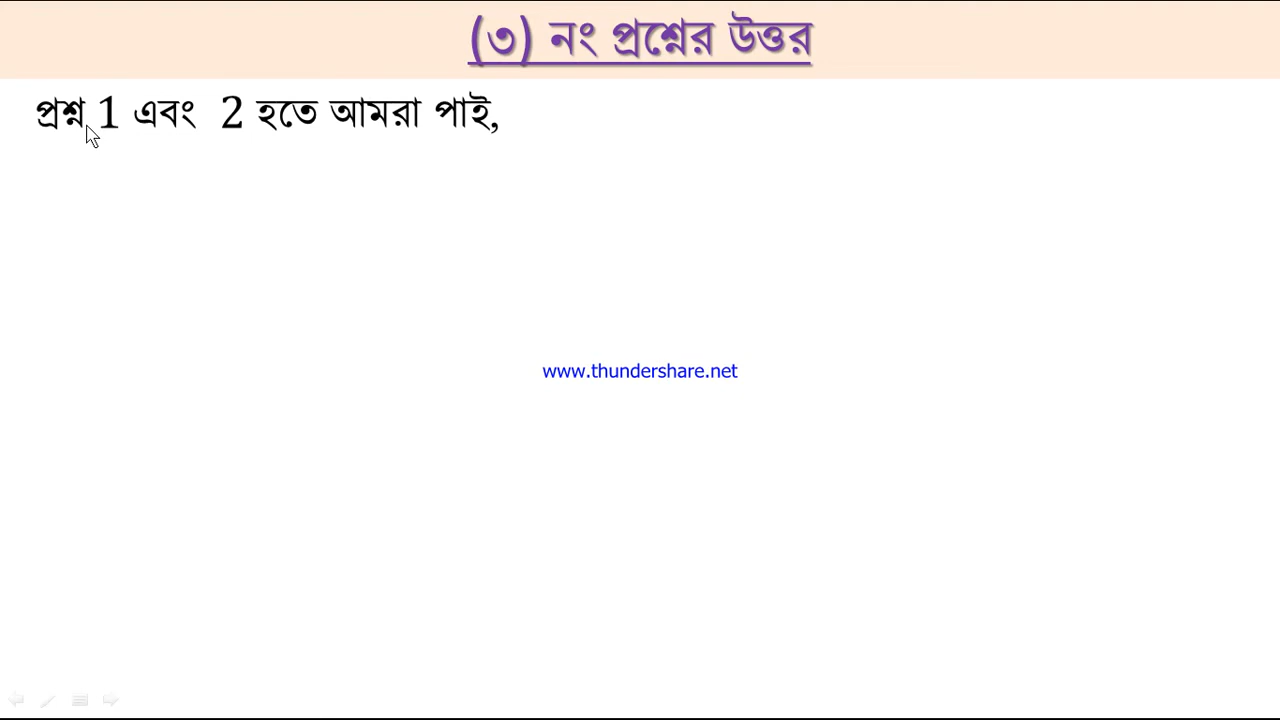 (৩) নং প্রশ্নের উত্তর
প্রশ্ন 1 এবং 2 হতে আমরা পাই,
www.thundershare.net